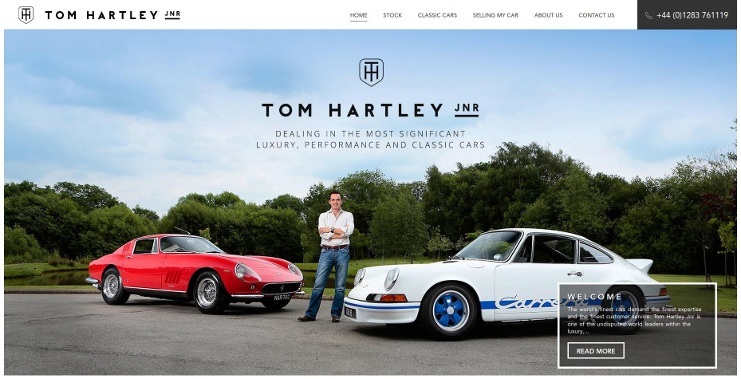 TH TOM HARTLEY JNR
HOME STOCK CLASSIC CARS SELLING MY CAR ABOUT US CONTACT US
+44 (0)1283 761119
TH
TOM HARTLEY JNR
DEALING IN THE MOST SIGNIFICANT
LUXURY, PERFORMANCE AND CLASSIC CARS
Carrera
WELCOME
The world's finest cars demand the finest expertise
and the finest customer service. Tom Hartley Jnr is
one of the undisputed world leaders within the
luxury,...
READ MORE